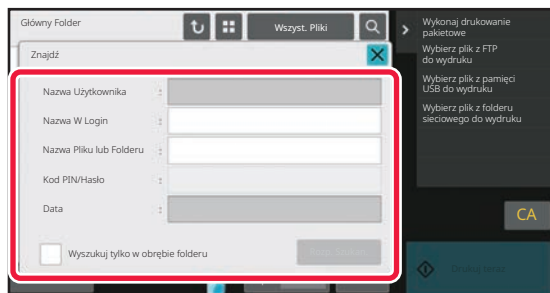 Główny Folder
Wszyst. Pliki
Znajdź
Nazwa Użytkownika :
Nazwa W Login :
Nazwa Pliku lub Folderu :
Kod PIN/Hasło :
Data :
Wyszukuj tylko w obrębie folderu
Wykonaj drukowanie
pakietowe
Wybierz plik z FTP
do wydruku
Wybierz plik z pamięci
USB do wydruku
Wybierz plik z folderu
sieciowego do wydruku
CA
Drukuj teraz